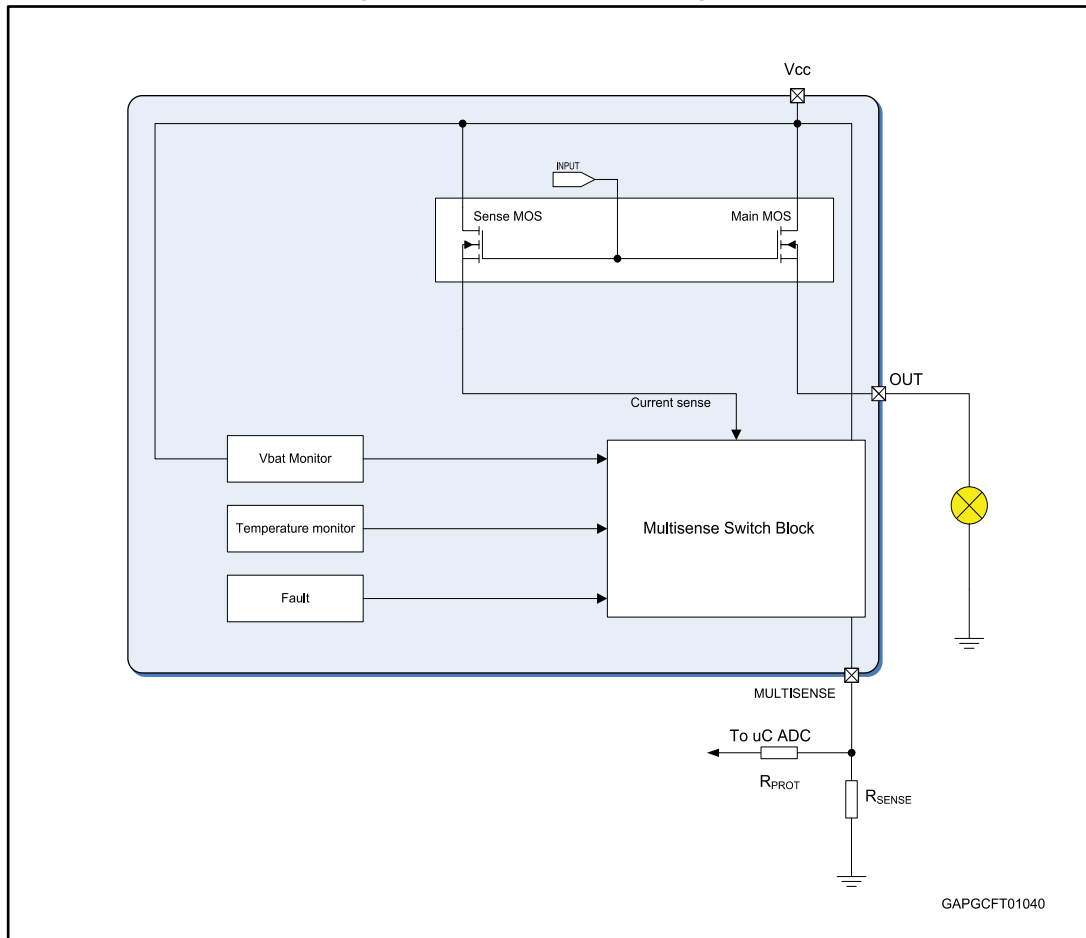 Vcc
INPUT
Sense MOS
Main MOS
OUT
Current sense
Vbat Monitor
Temperature monitor
Multisense Switch Block
Fault
MULTISENSE
To uC ADC
RPROT
RSENSE
GAPGCFT01040